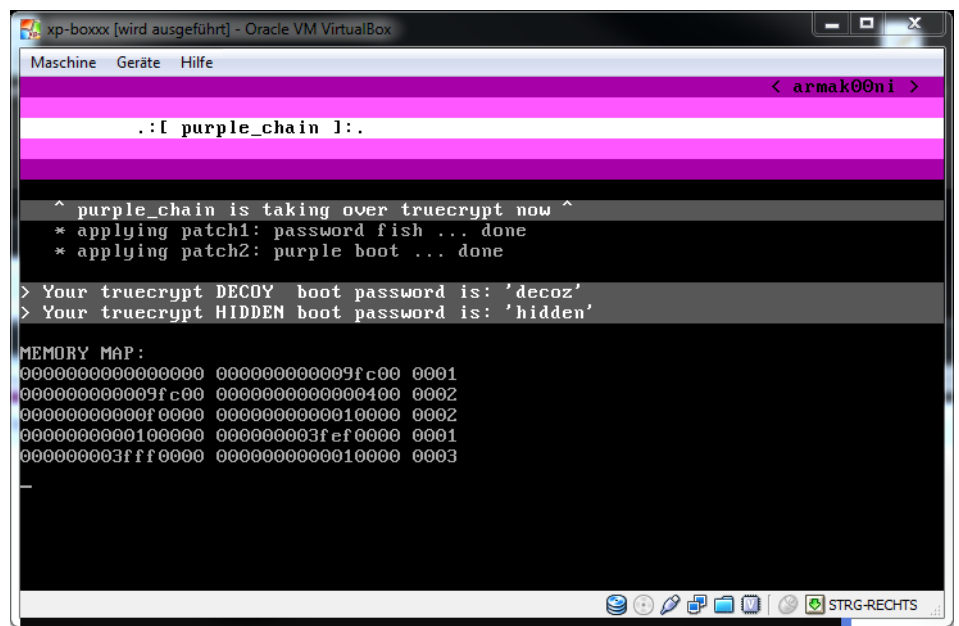 xp-boxxx [wird ausgeführt] - Oracle VM VirtualBox
Maschine Geräte Hilfe
< armak00ni >
.:[ purple_chain ]:.
^ purple_chain is taking over truecrypt now ^
* applying patch1: password fish ... done
* applying patch2: purple boot ... done
> Your truecrypt DECOY boot password is: 'decoz'
> Your truecrypt HIDDEN boot password is: 'hidden'
MEMORY MAP:
0000000000000000 000000000009fc00 0001
000000000009fc00 0000000000000400 0002
00000000000f0000 0000000000010000 0002
0000000000100000 000000003fef0000 0001
000000003fff0000 0000000000010000 0003
_
STRG-RECHTS